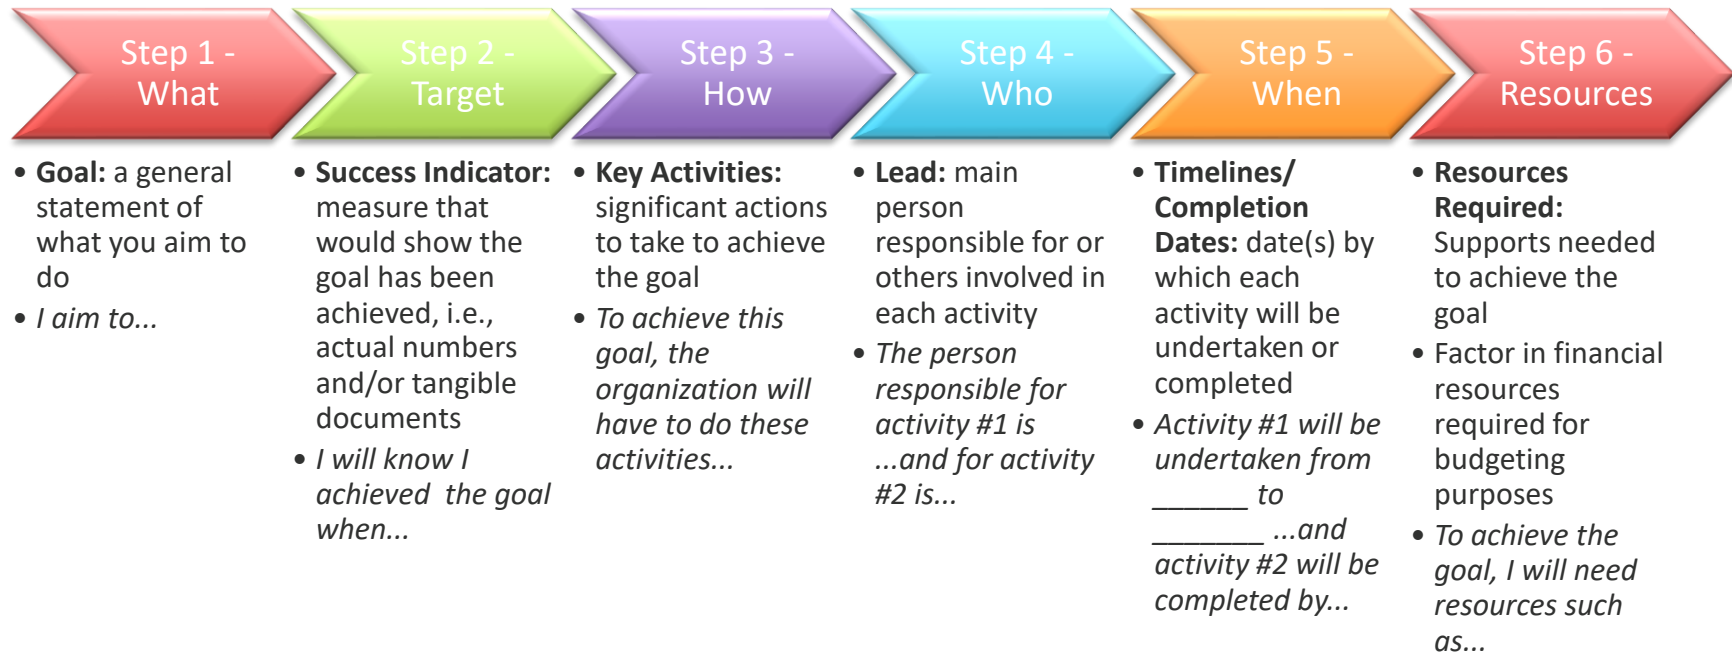 Step 1 -
What
Step 2 -
Target
Step 3 -
How
Step 4 -
Who
Step 5 -
When
Step 6 -
Resources
• Goal: a general
statement of
what you aim to
do
• I aim to...
• Success Indicator:
measure that
would show the
goal has been
achieved, i.e.,
actual numbers
and/or tangible
documents
• I will know I
achieved the goal
when...
• Key Activities:
significant actions
to take to achieve
the goal
• To achieve this
goal, the
organization will
have to do these
activities...
• Lead: main
person
responsible for or
others involved in
each activity
• The person
responsible for
activity #1 is
...and for activity
#2 is...
• Timelines/
Completion
Dates: date(s) by
which each
activity will be
undertaken or
completed
• Activity #1 will be
undertaken from
______ to
_______ ...and
activity #2 will be
completed by...
• Resources
Required:
Supports needed
to achieve the
goal
• Factor in financial
resources
required for
budgeting
purposes
• To achieve the
goal, I will need
resources such
as...